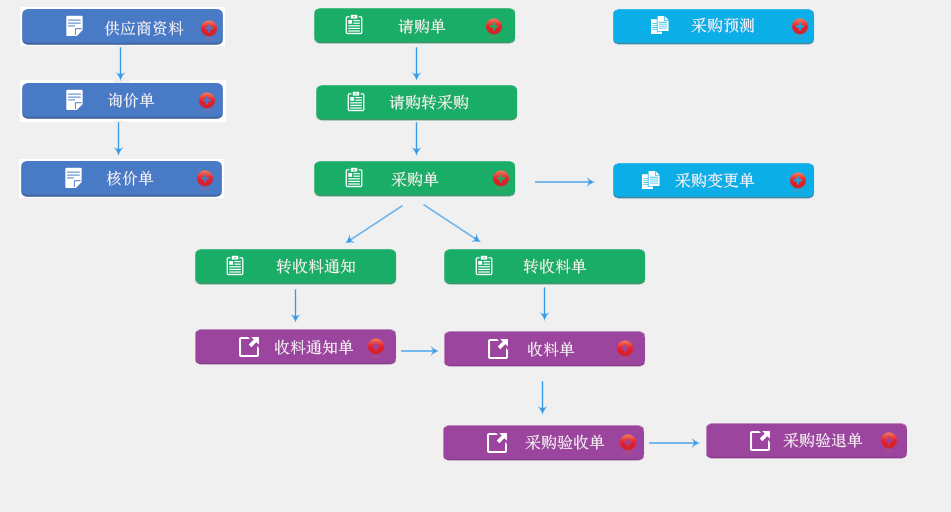 供应商资料
请购单
采购预测
询价单
请购转采购
核价单
采购单
采购变更单
转收料通知
转收料单
收料通知单
收料单
采购验收单
采购验退单